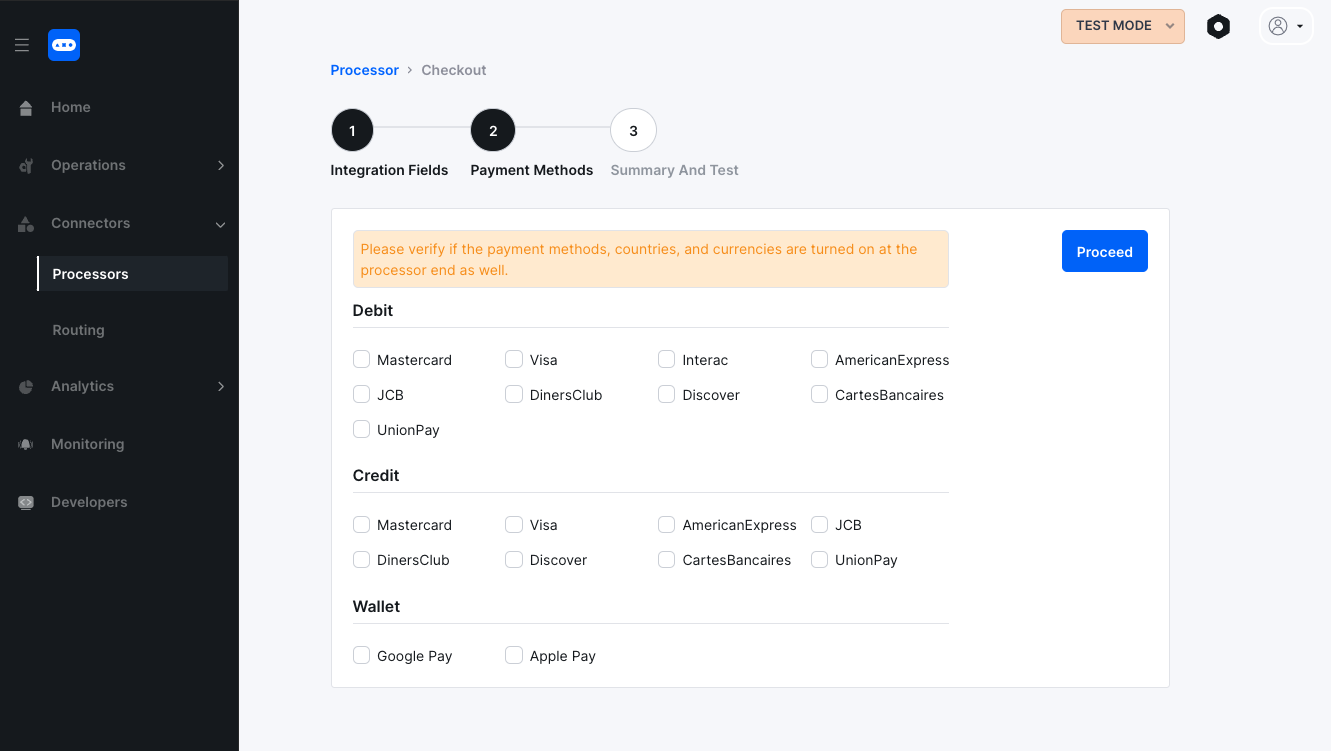 TEST MODE
Processor > Checkout
Home
Operations
Connectors
Processors
Routing
Analytics
Monitoring
Developers
1 2 3
Integration Fields Payment Methods Summary And Test
Please verify if the payment methods, countries, and currencies are turned on at the
processor end as well.
Proceed
Debit
Mastercard Visa Interac AmericanExpress
JCB DinersClub Discover CartesBancaires
UnionPay
Credit
Mastercard Visa AmericanExpress JCB
DinersClub Discover CartesBancaires UnionPay
Wallet
Google Pay Apple Pay